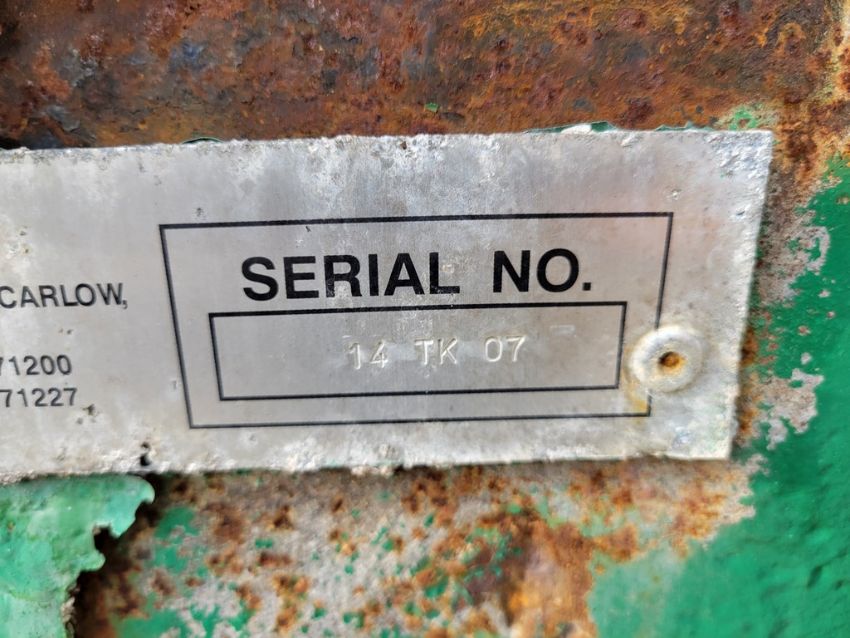 CARLOW,
71200
71227
SERIAL NO.
14 TK 07